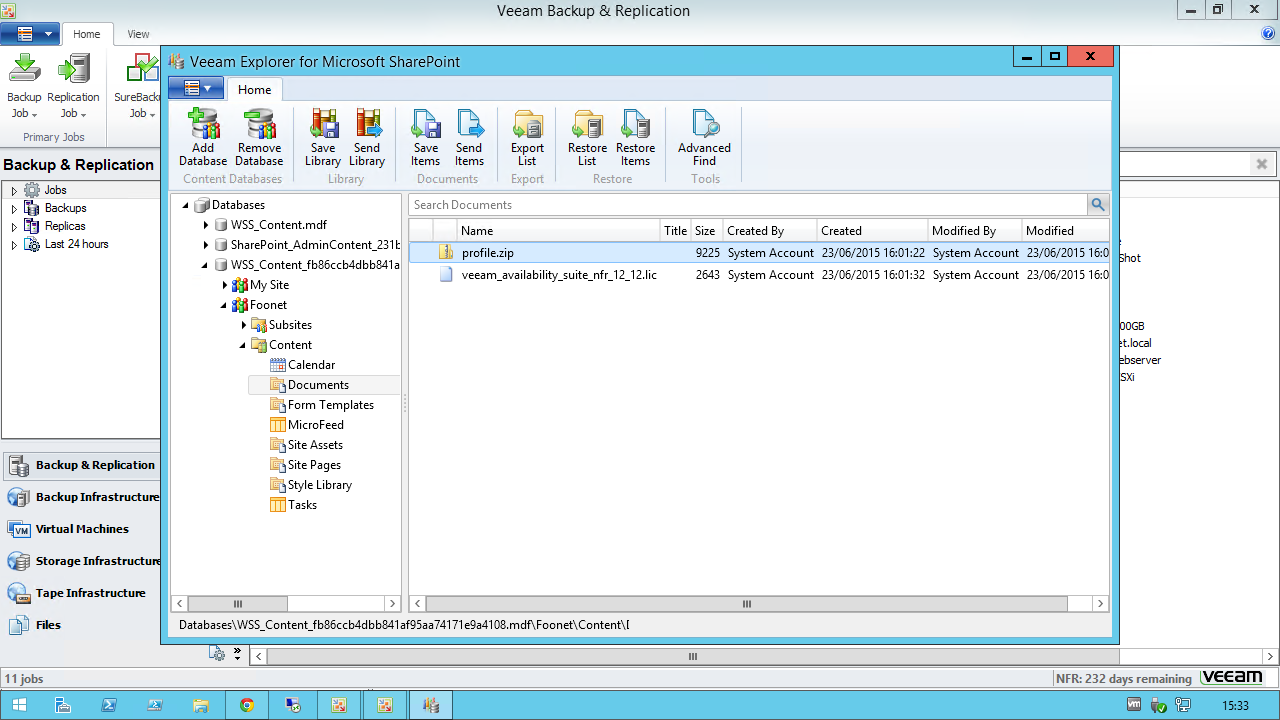 Veeam Backup & Replication
Home
View
Backup Job
Replication Job
SureBackup Job
Primary Jobs
Backup & Replication
Jobs
Backups
Replicas
Last 24 hours
Backup & Replication
Backup Infrastructure
Virtual Machines
Storage Infrastructure
Tape Infrastructure
Files
Veeam Explorer for Microsoft SharePoint
Home
Add Database
Remove Database
Content Databases
Save Library
Send Library
Library
Save Items
Send Items
Documents
Export List
Export
Restore List
Restore Items
Restore
Advanced Find
Tools
Databases
WSS_Content.mdf
SharePoint_AdminContent_231b
WSS_Content_fb86ccb4dbb841a
My Site
Foonet
Subsites
Content
Calendar
Documents
Form Templates
MicroFeed
Site Assets
Site Pages
Style Library
Tasks
Search Documents
Name Title Size Created By Created Modified By Modified
profile.zip 9225 System Account 23/06/2015 16:01:22 System Account 23/06/2015 16:0
veeam_availability_suite_nfr_12_12.lic 2643 System Account 23/06/2015 16:01:32 System Account 23/06/2015 16:0
Databases\WSS_Content_fb86ccb4dbb841af95aa74171e9a4108.mdf\Foonet\Content\D
Shot
00GB
et.local
ebserver
SXi
11 jobs
NFR: 232 days remaining
veeam
15:33